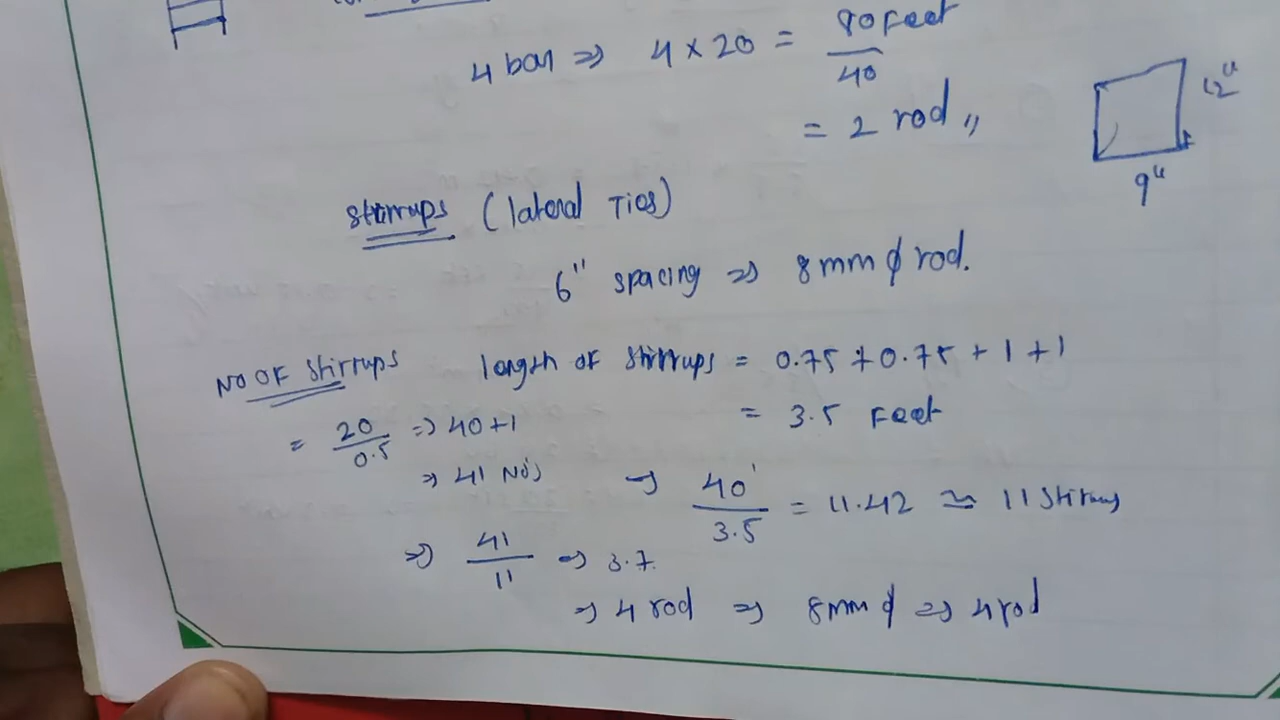 4 bar ⇒ 4 × 20 = 80 Feet
40
= 2 rod,,
12"
9"
Stirrups (lateral Ties)
6" spacing ⇒ 8mm ϕ rod.
No OF Stirrups
length of Stirrups = 0.75 + 0.75 + 1 + 1
= 3.5 Feet
= 20/0.5 ⇒ 40+1
⇒ 41 Nos
→ 40'/3.5 = 11.42 ≃ 11 Stirrups
⇒ 41/11 ⇒ 3.7
⇒ 4 rod ⇒ 8mm ϕ ⇒ 4 rod